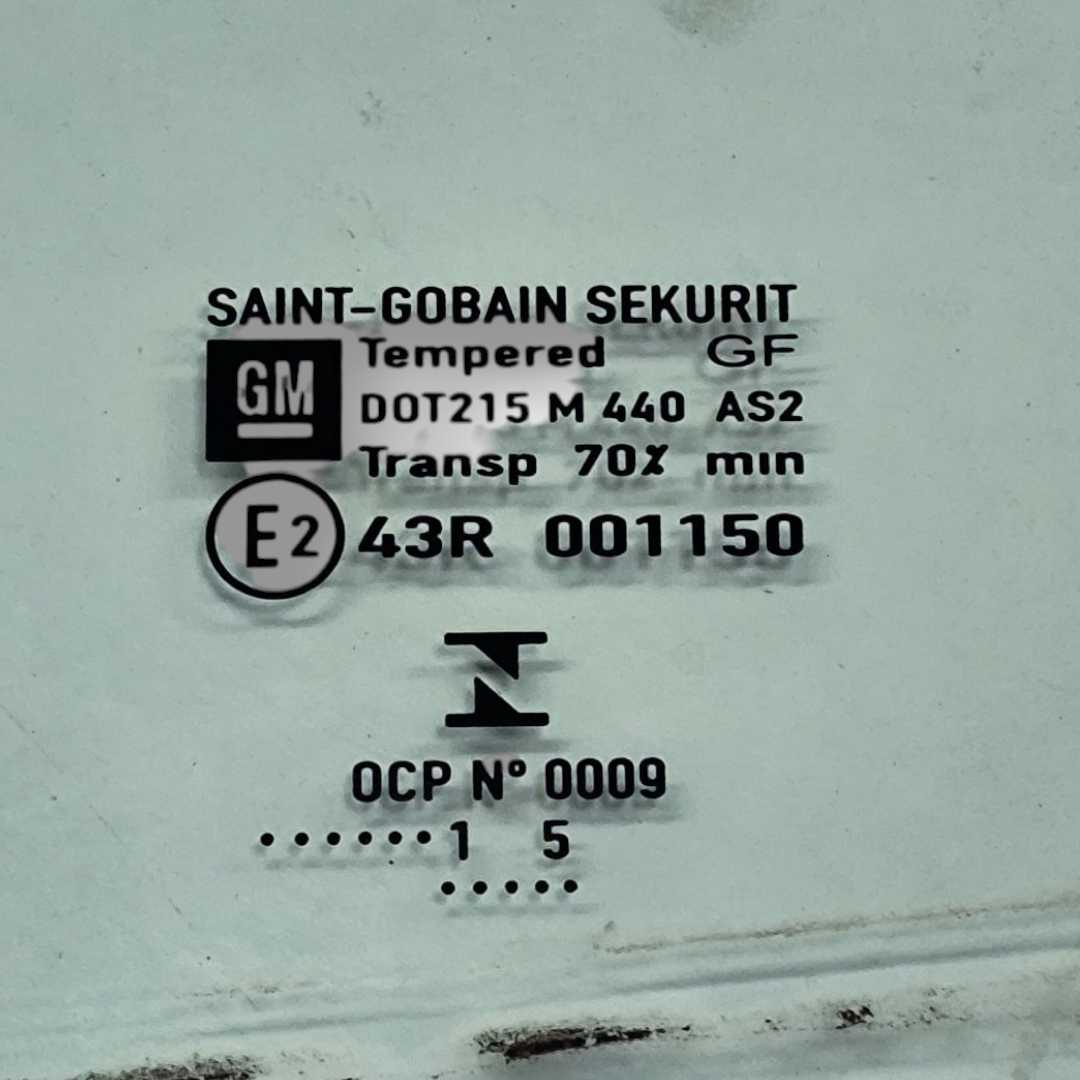 SAINT-GOBAIN SEKURIT
GM
Tempered GF
DOT215 M 440 AS2
Transp 70% min
E2 43R 001150
OCP Nº 0009
......1 5
.....